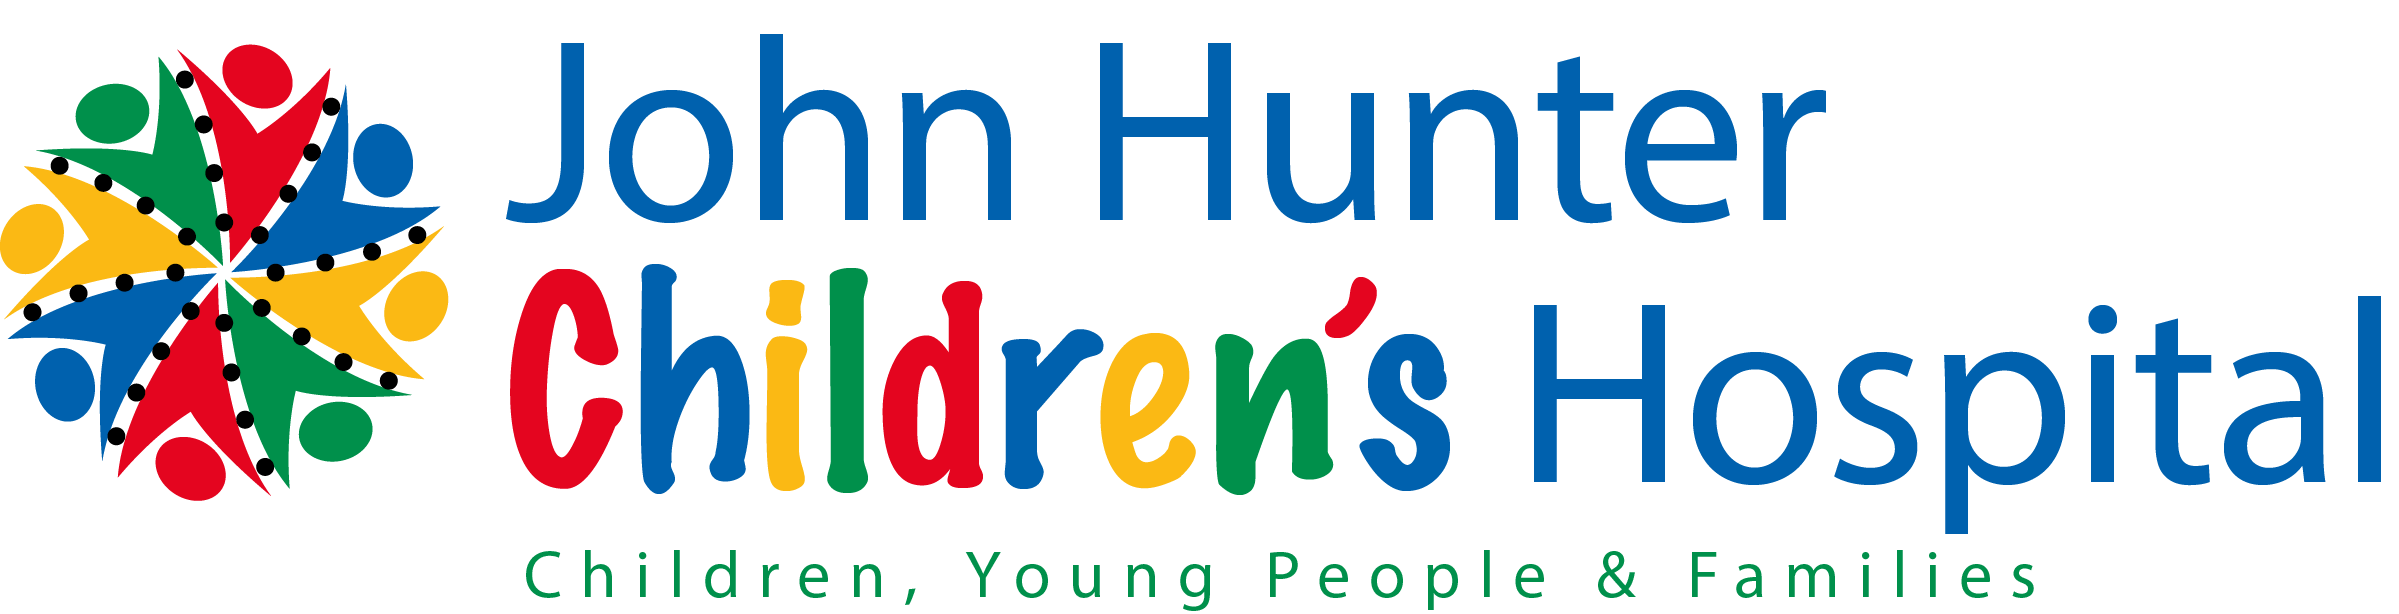 John Hunter
Children's Hospital
Children, Young People & Families